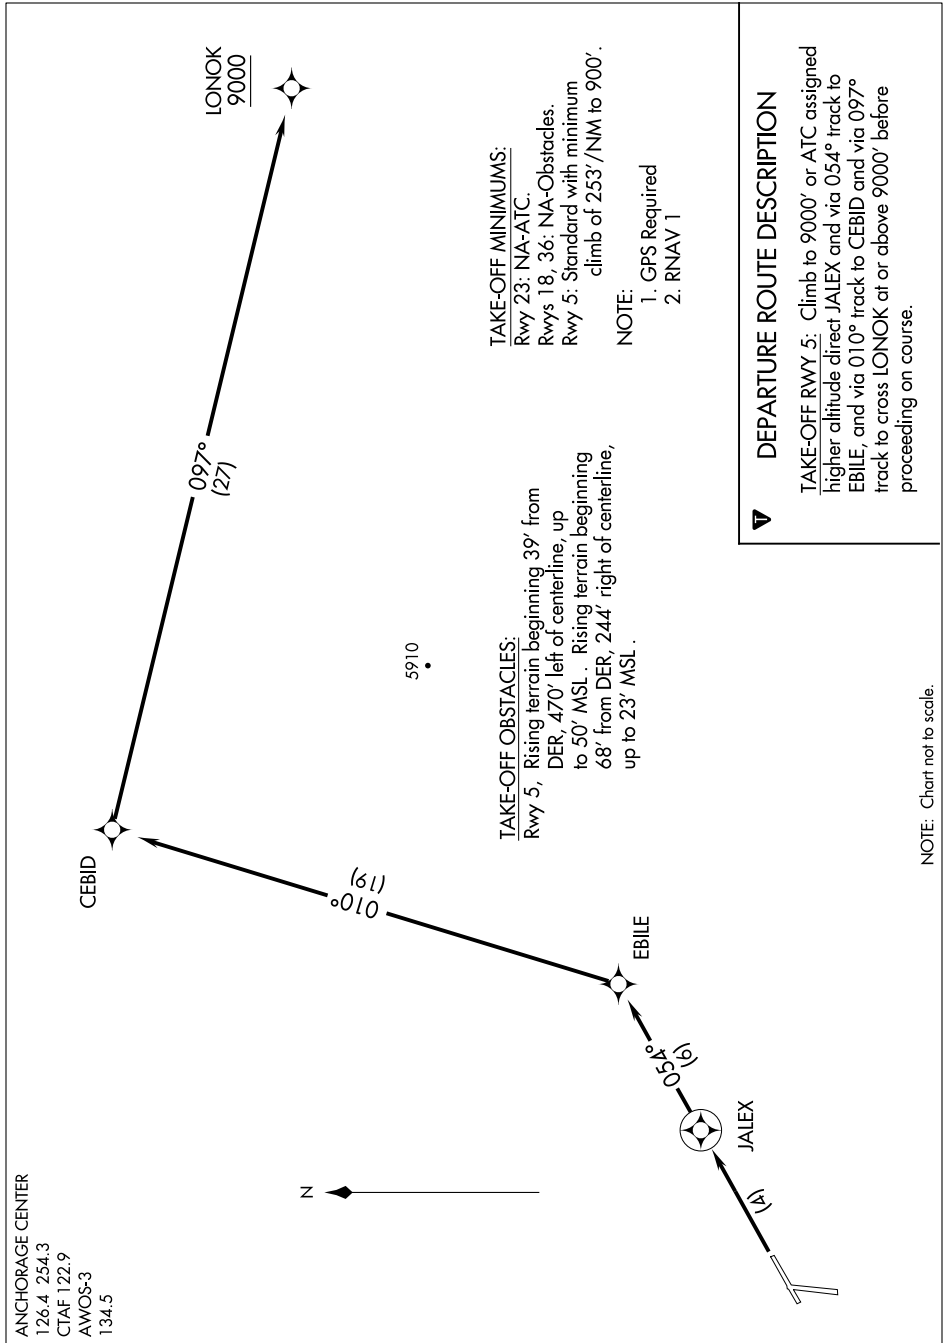 ANCHORAGE CENTER
126.4 254.3
CTAF 122.9
AWOS-3
134.5
LONOK
9000
097°
(27)
CEBID
5910
010°
(19)
N
EBILE
054°
(6)
JALEX
(4)
TAKE-OFF MINIMUMS:
Rwy 23: NA-ATC.
Rwys 18, 36: NA-Obstacles.
Rwy 5: Standard with minimum
climb of 253'/NM to 900'.
NOTE:
1. GPS Required
2. RNAV 1
TAKE-OFF OBSTACLES:
Rwy 5, Rising terrain beginning 39' from
DER, 470' left of centerline, up
to 50' MSL . Rising terrain beginning
68' from DER, 244' right of centerline,
up to 23' MSL .
NOTE: Chart not to scale.
T
DEPARTURE ROUTE DESCRIPTION
TAKE-OFF RWY 5: Climb to 9000' or ATC assigned
higher altitude direct JALEX and via 054° track to
EBILE, and via 010° track to CEBID and via 097°
track to cross LONOK at or above 9000' before
proceeding on course.